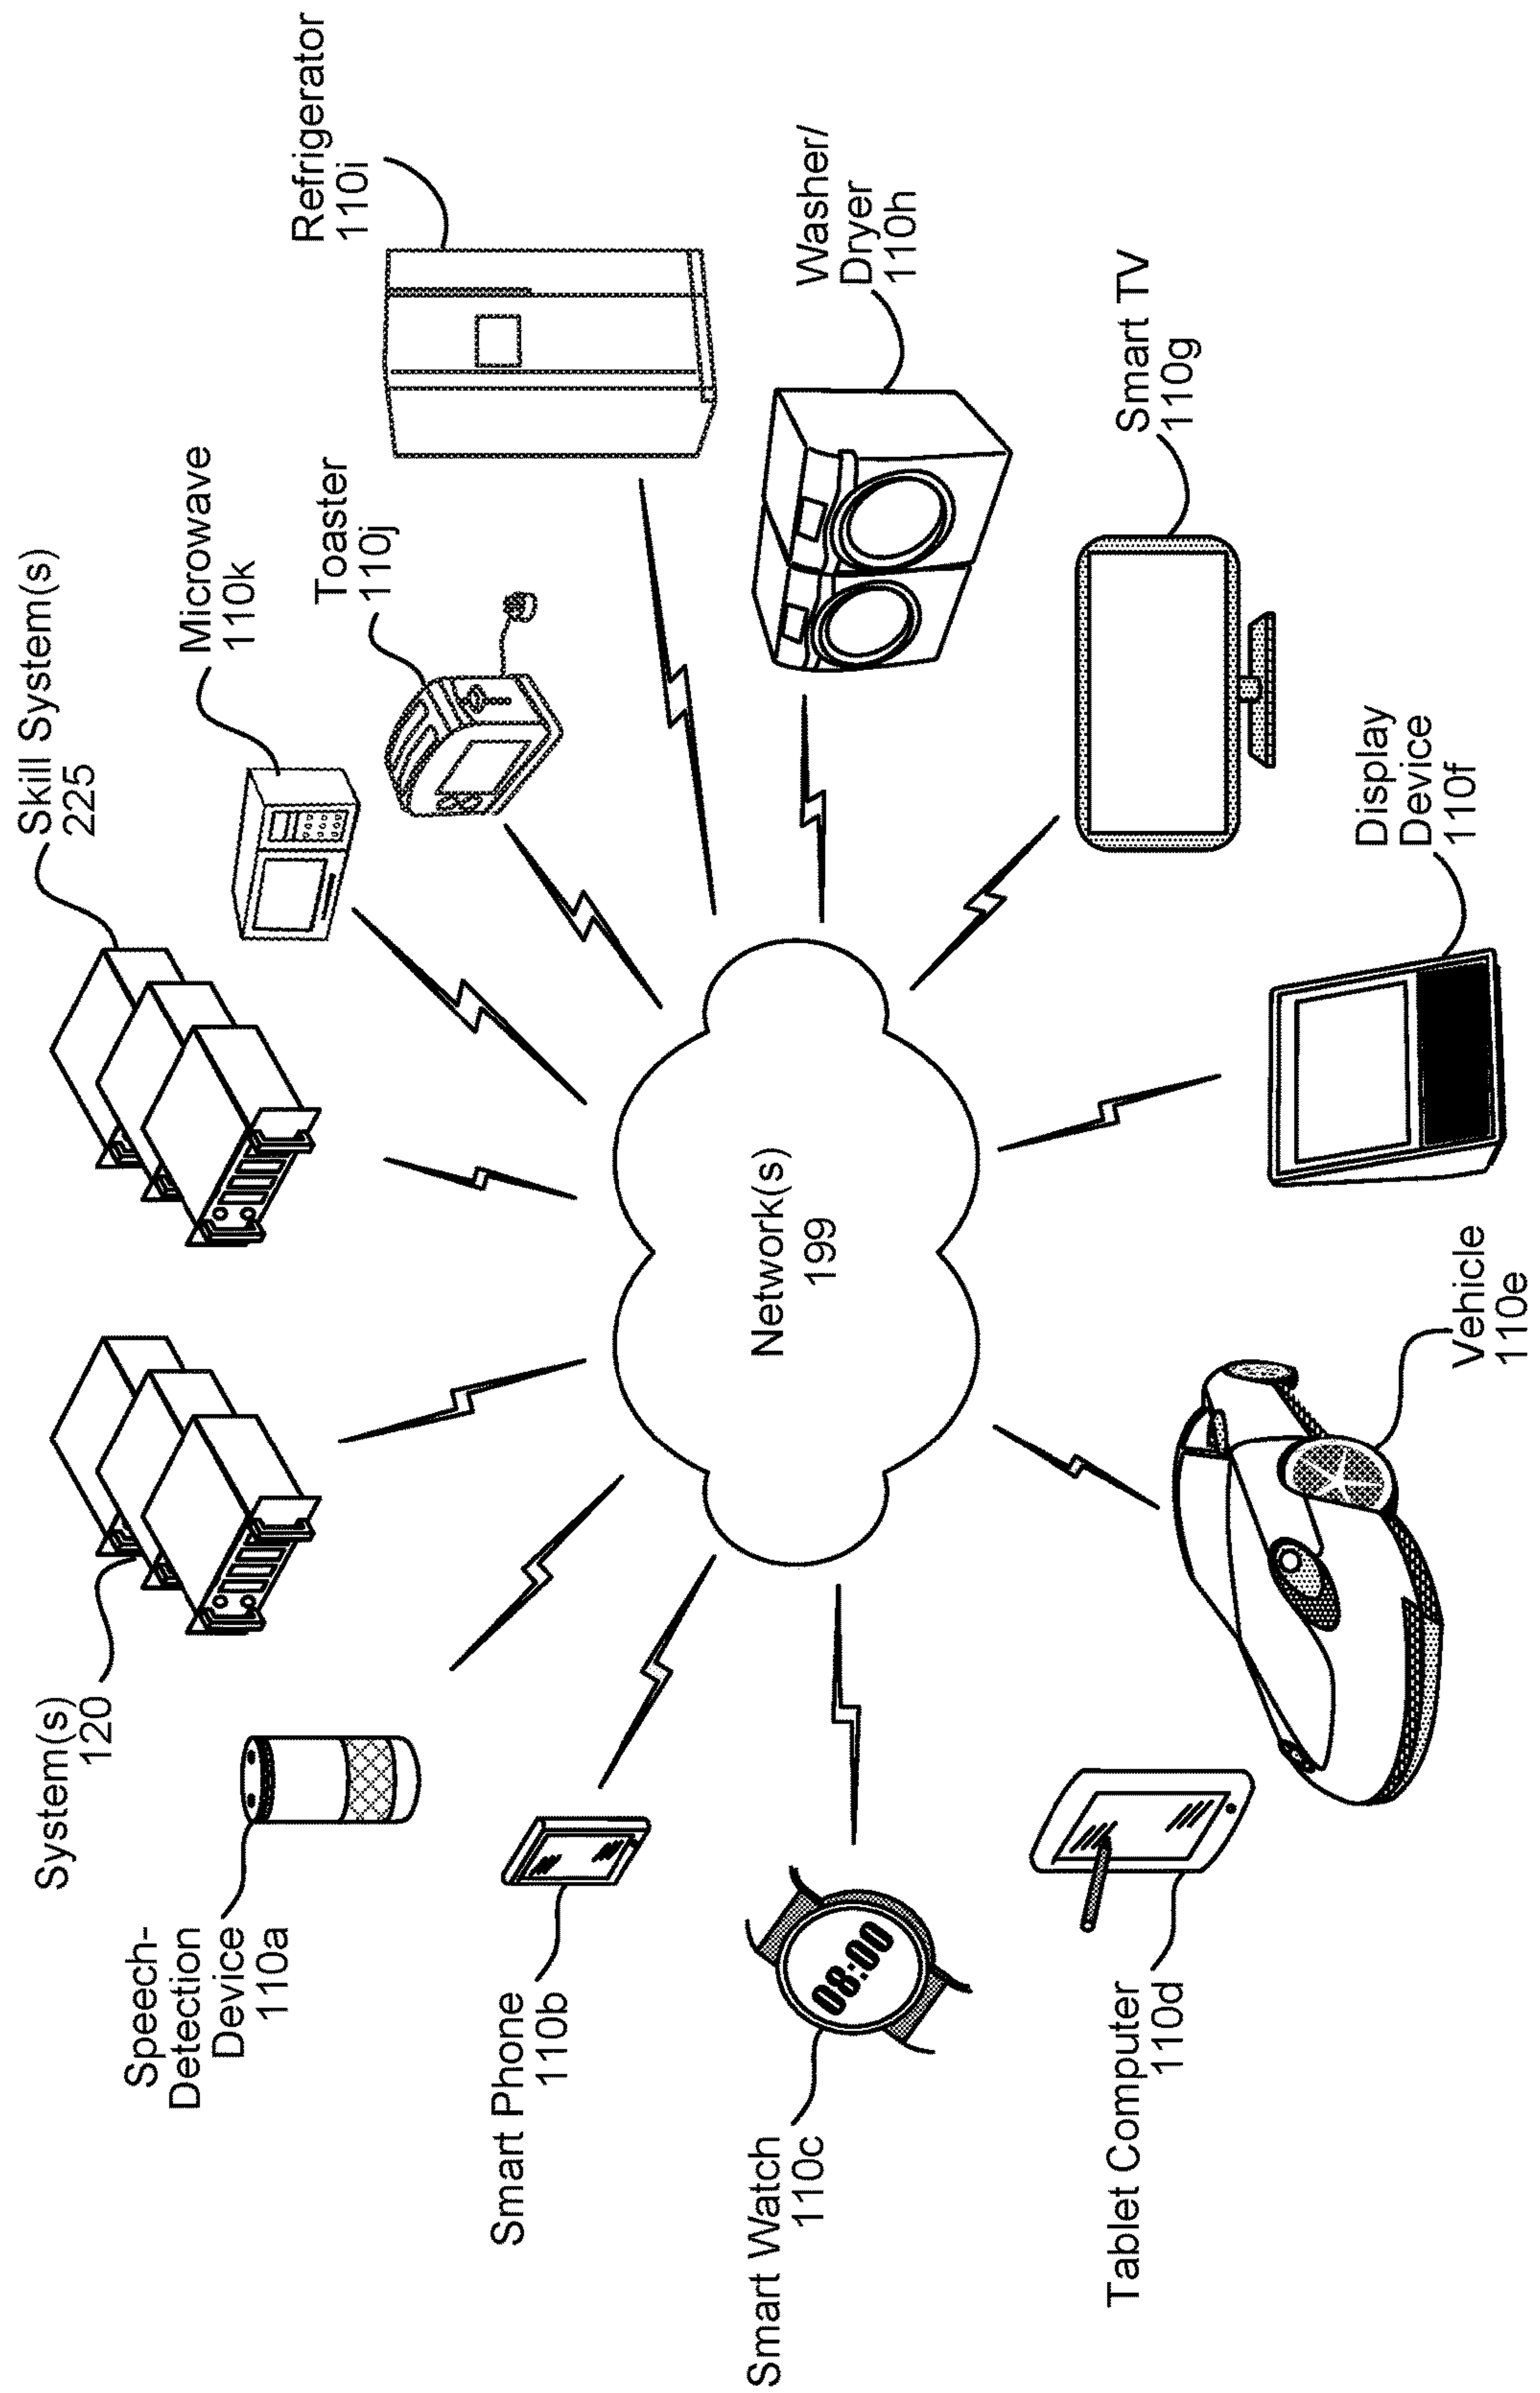 System(s)
120
Skill System(s)
225
Speech-
Detection
Device
110a
Microwave
110k
Toaster
110j
Refrigerator
110i
Smart Phone
110b
Network(s)
199
Washer/
Dryer
110h
Smart Watch
110c
08:00
Smart TV
110g
Tablet Computer
110d
Vehicle
110e
Display
Device
110f